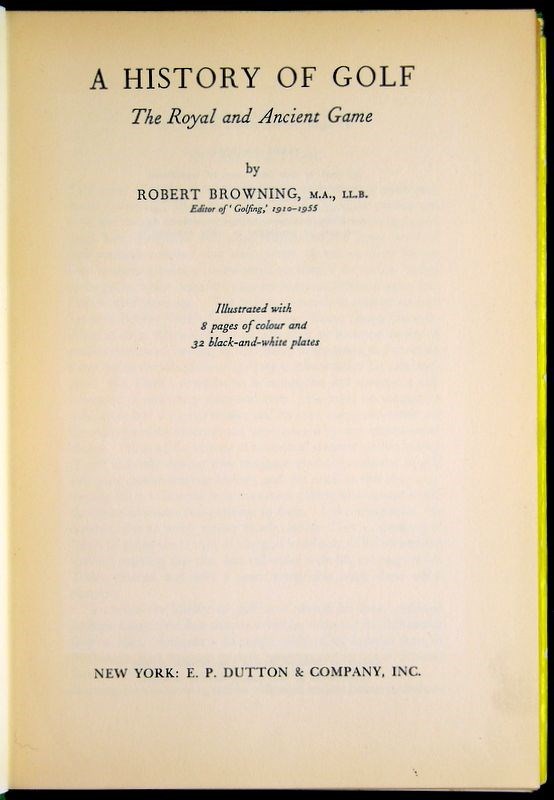 A HISTORY OF GOLF
The Royal and Ancient Game
by
ROBERT BROWNING, M.A., LL.B.
Editor of ‘Golfing,’ 1910–1955
Illustrated with
8 pages of colour and
32 black-and-white plates
NEW YORK: E. P. DUTTON & COMPANY, INC.